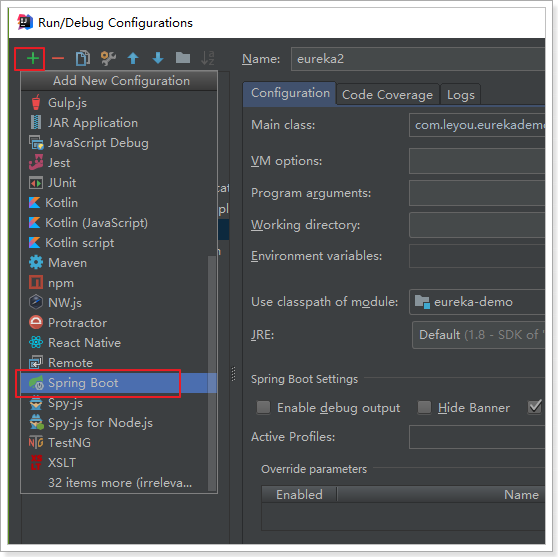 Run/Debug Configurations
Name: eureka2
Add New Configuration
Gulp.js
JAR Application
JavaScript Debug
Jest
JUnit
Kotlin
Kotlin (JavaScript)
Kotlin script
Maven
npm
NW.js
Protractor
React Native
Remote
Spring Boot
Spy-js
Spy-js for Node.js
TestNG
XSLT
32 items more (irreleva...
Configuration Code Coverage Logs
Main class: com.leyou.eurekademo
VM options:
Program arguments:
Working directory:
Environment variables:
Use classpath of module: eureka-demo
JRE: Default (1.8 - SDK of '
Spring Boot Settings
Enable debug output Hide Banner
Active Profiles:
Override parameters
Enabled Name